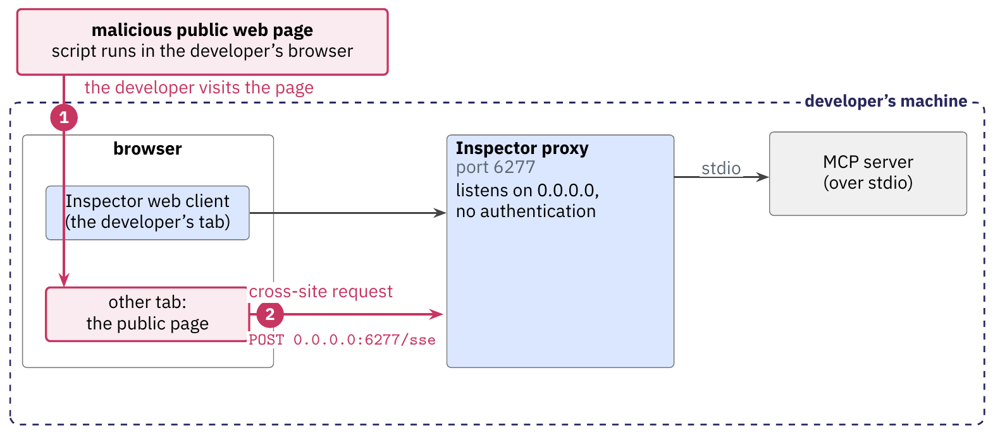 malicious public web page
script runs in the developer’s browser
the developer visits the page
developer’s machine
1
browser
Inspector web client
(the developer’s tab)
other tab:
the public page
cross-site request
2
POST 0.0.0.0:6277/sse
Inspector proxy
port 6277
listens on 0.0.0.0,
no authentication
stdio
MCP server
(over stdio)